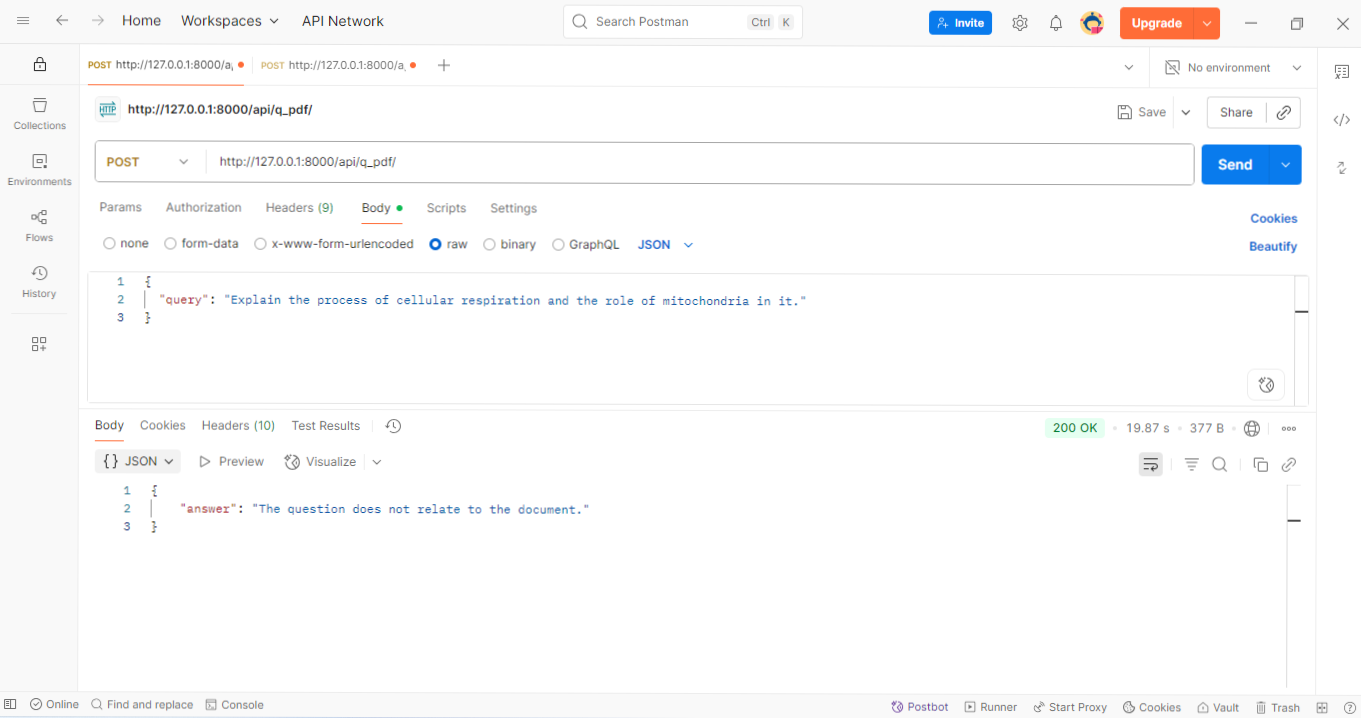 Home Workspaces API Network Search Postman Ctrl K Invite Upgrade
POST http://127.0.0.1:8000/a POST http://127.0.0.1:8000/a No environment
HTTP http://127.0.0.1:8000/api/q_pdf/ Save Share
Collections
POST http://127.0.0.1:8000/api/q_pdf/ Send
Environments
Params Authorization Headers (9) Body Scripts Settings Cookies
Flows
none form-data x-www-form-urlencoded raw binary GraphQL JSON Beautify
History
1 {
2 "query": "Explain the process of cellular respiration and the role of mitochondria in it."
3 }
Body Cookies Headers (10) Test Results 200 OK 19.87 s 377 B
{} JSON Preview Visualize
1 {
2 "answer": "The question does not relate to the document."
3 }
Online Find and replace Console Postbot Runner Start Proxy Cookies Vault Trash